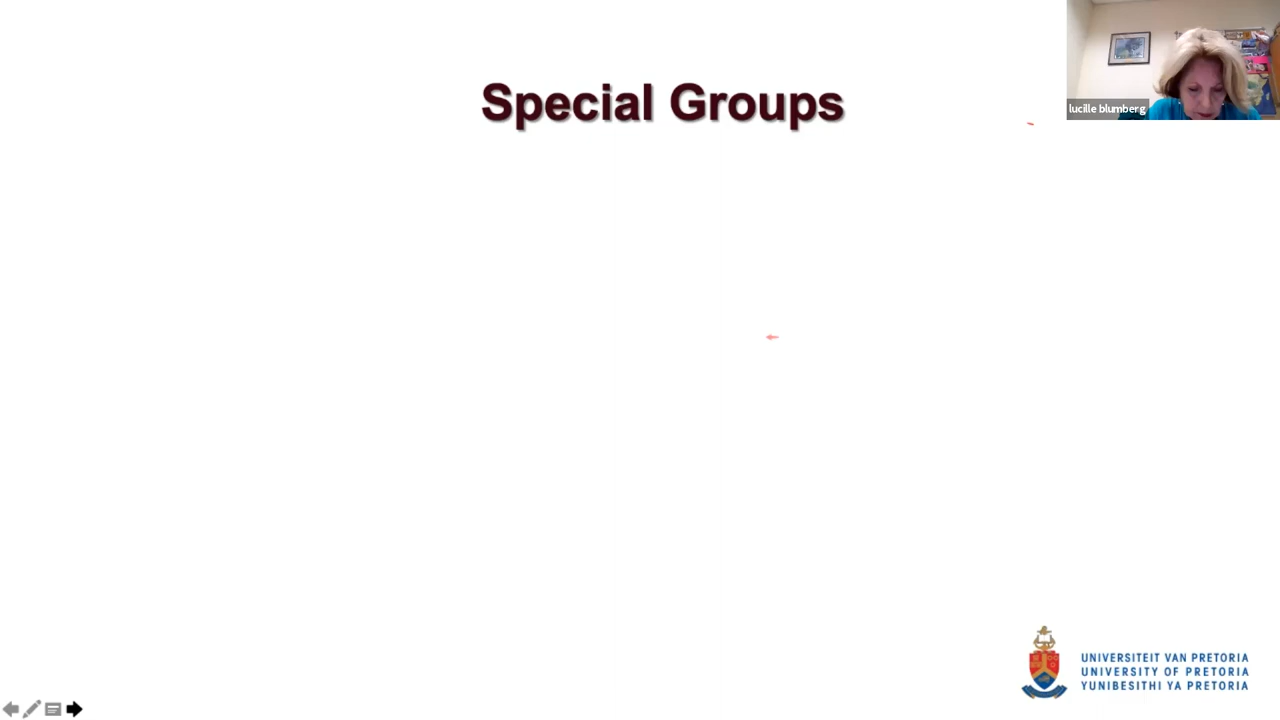 Special Groups
lucille blumberg
UNIVERSITEIT VAN PRETORIA
UNIVERSITY OF PRETORIA
YUNIBESITHI YA PRETORIA